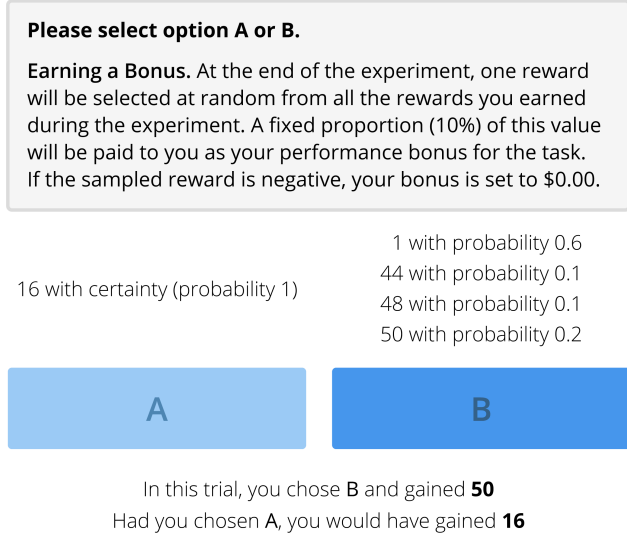 Please select option A or B.
Earning a Bonus. At the end of the experiment, one reward
will be selected at random from all the rewards you earned
during the experiment. A fixed proportion (10%) of this value
will be paid to you as your performance bonus for the task.
If the sampled reward is negative, your bonus is set to $0.00.
16 with certainty (probability 1)
1 with probability 0.6
44 with probability 0.1
48 with probability 0.1
50 with probability 0.2
A
B
In this trial, you chose B and gained 50
Had you chosen A, you would have gained 16